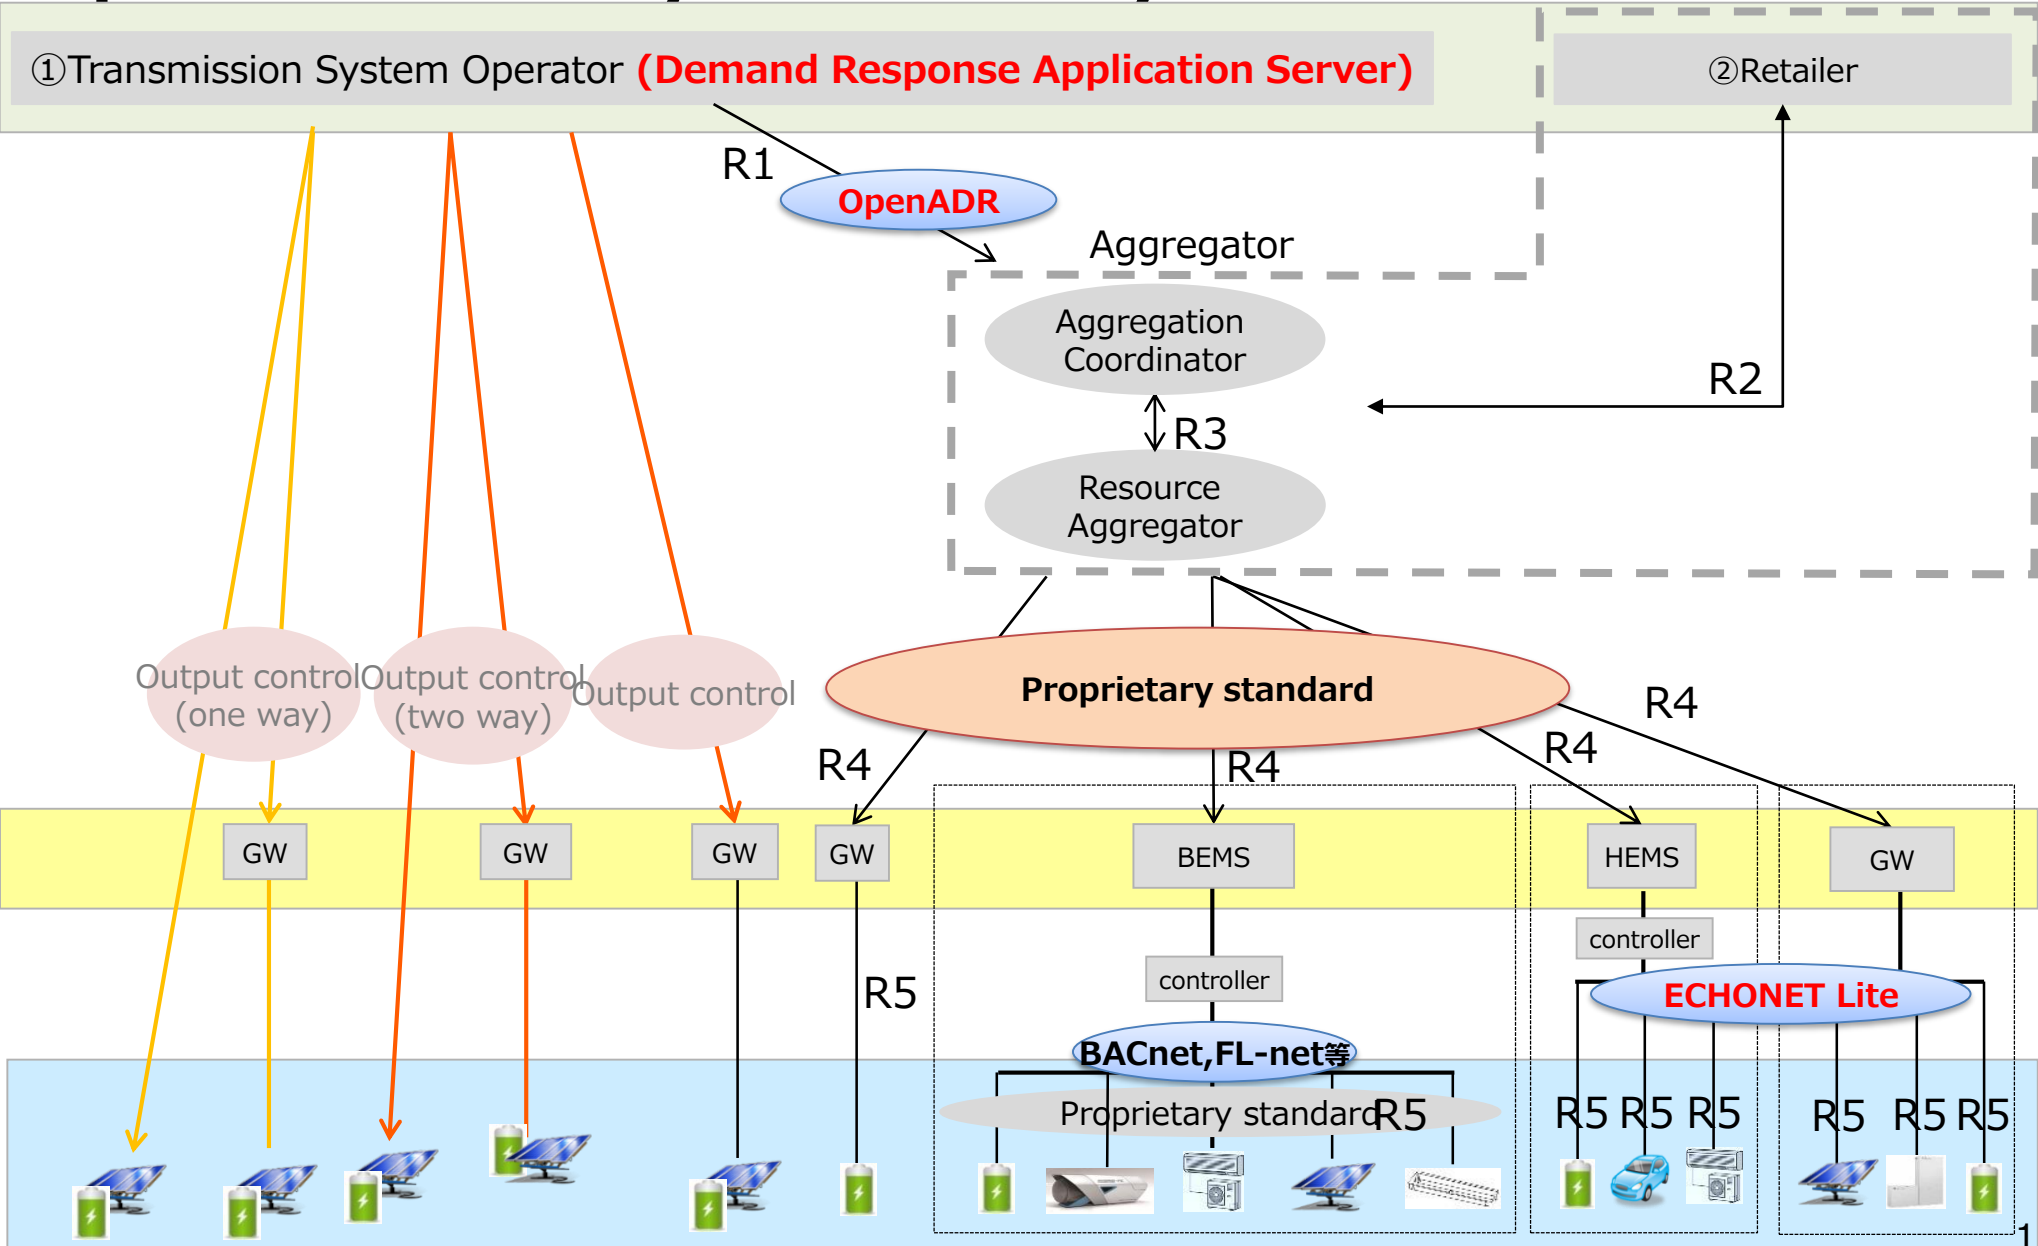 ①Transmission System Operator (Demand Response Application Server)
②Retailer
R1
OpenADR
Aggregator
Aggregation
Coordinator
R2
R3
Resource
Aggregator
Output control
(one way)
Output control
(two way)
Output control
Proprietary standard
R4
R4
R4
R4
GW
GW
GW
GW
BEMS
HEMS
GW
controller
controller
R5
ECHONET Lite
BACnet,FL-net等
Proprietary standard
R5
R5
R5
R5
R5
R5
R5
1